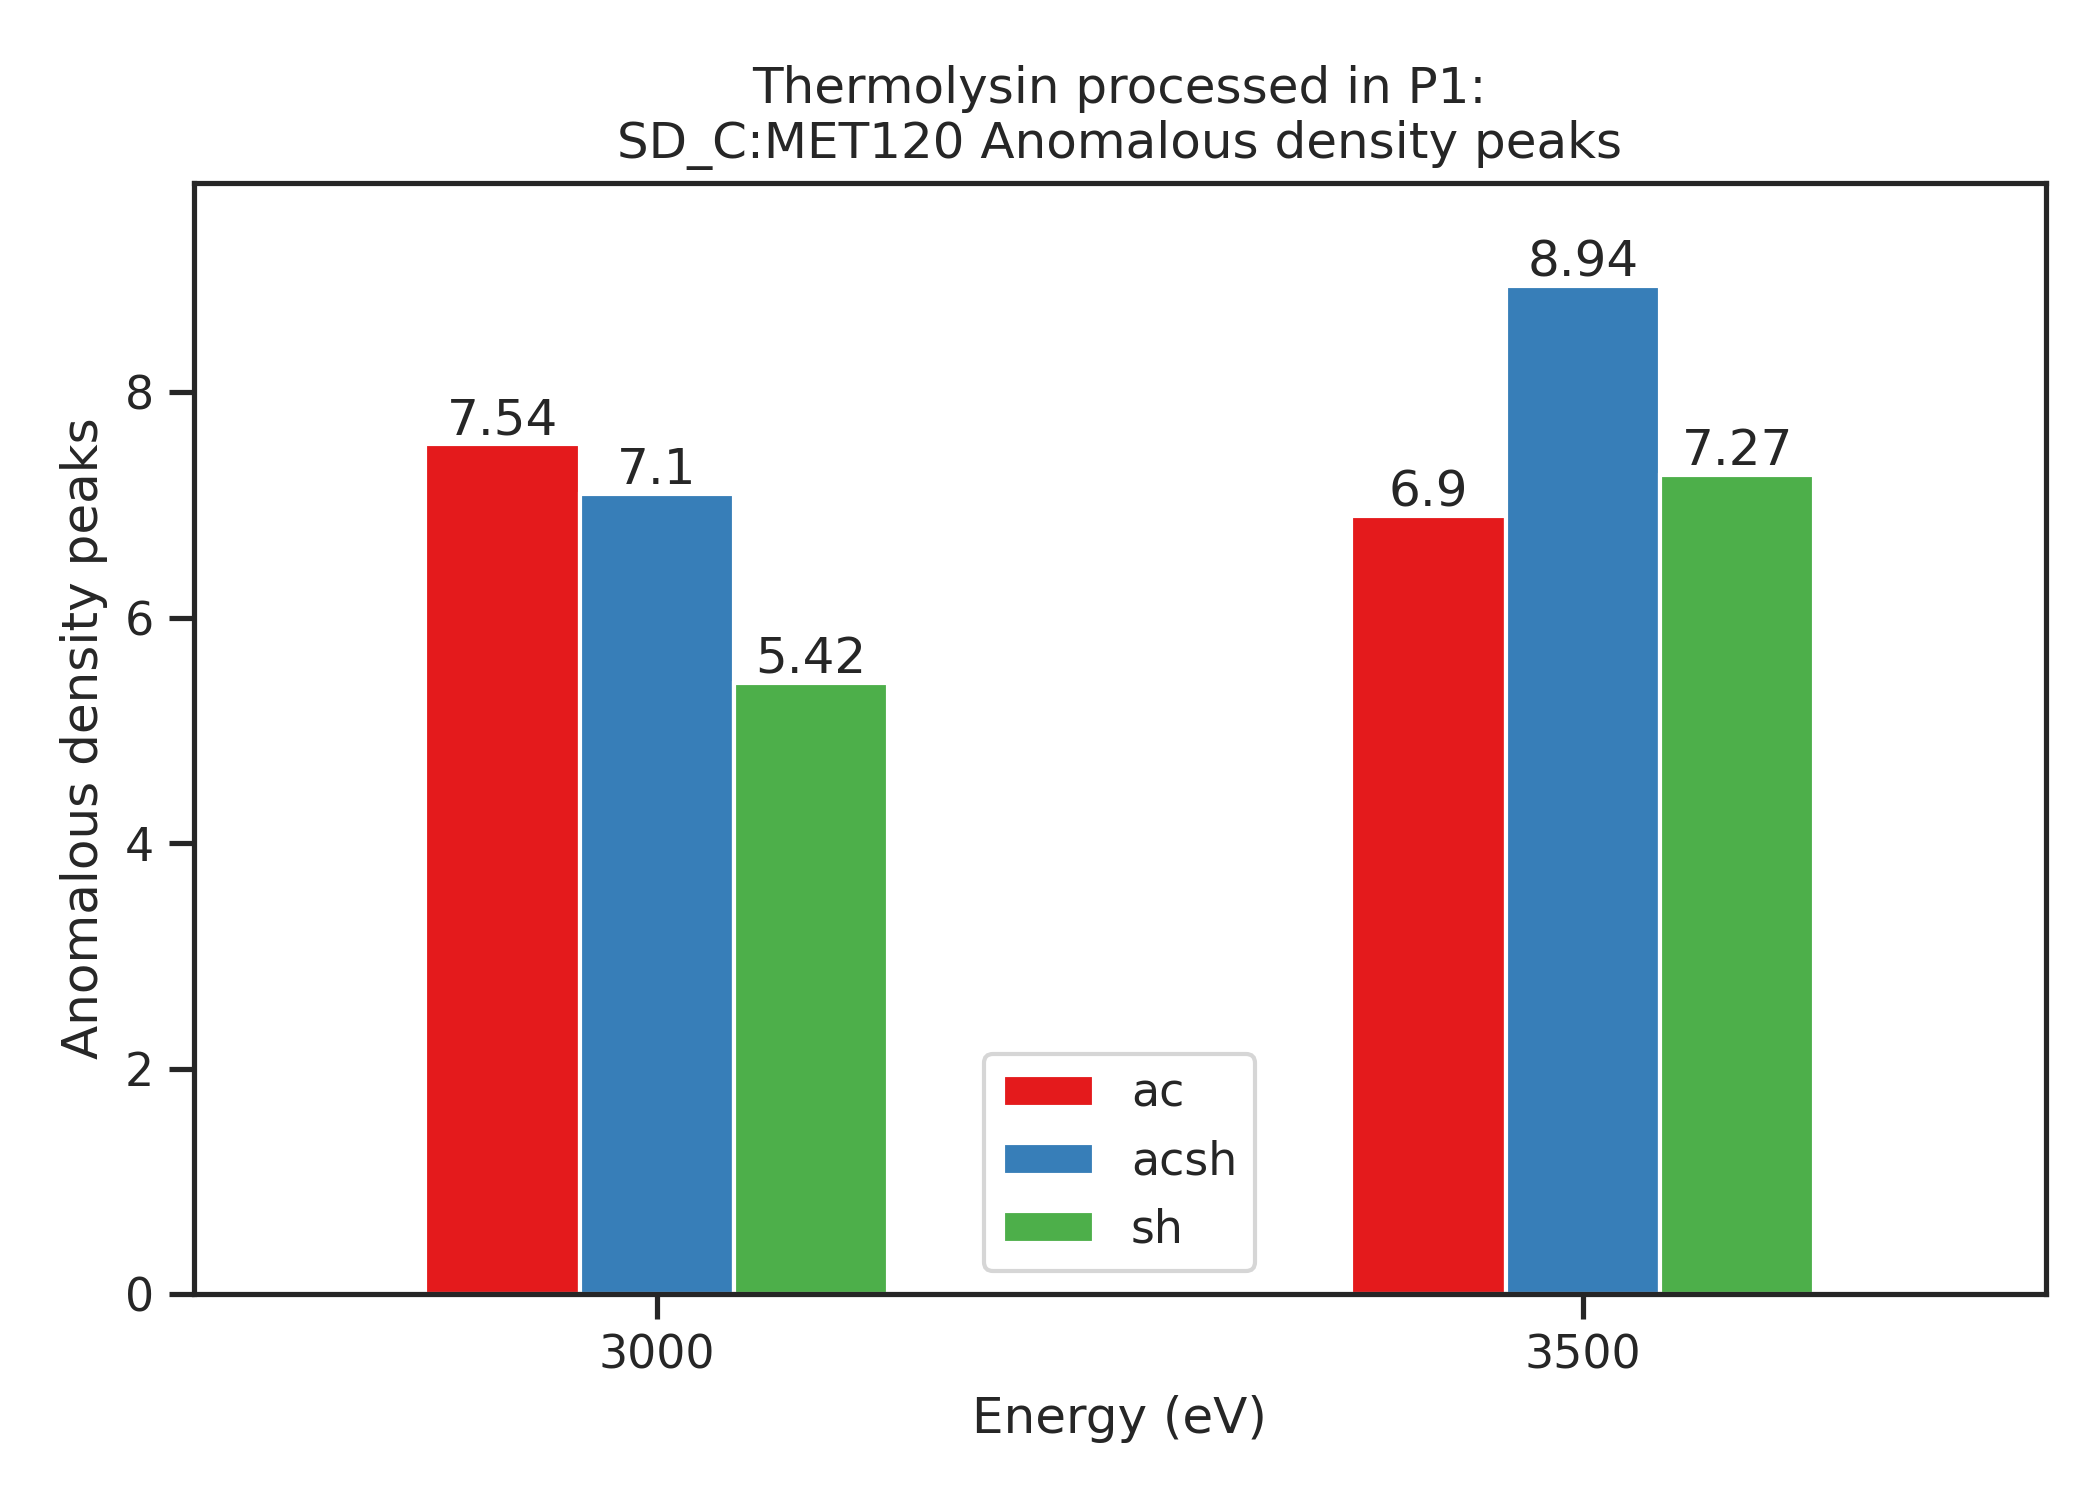 Thermolysin processed in P1:
SD_C:MET120 Anomalous density peaks
Anomalous density peaks
8
6
4
2
0
7.54
7.1
5.42
6.9
8.94
7.27
ac
acsh
sh
3000
3500
Energy (eV)